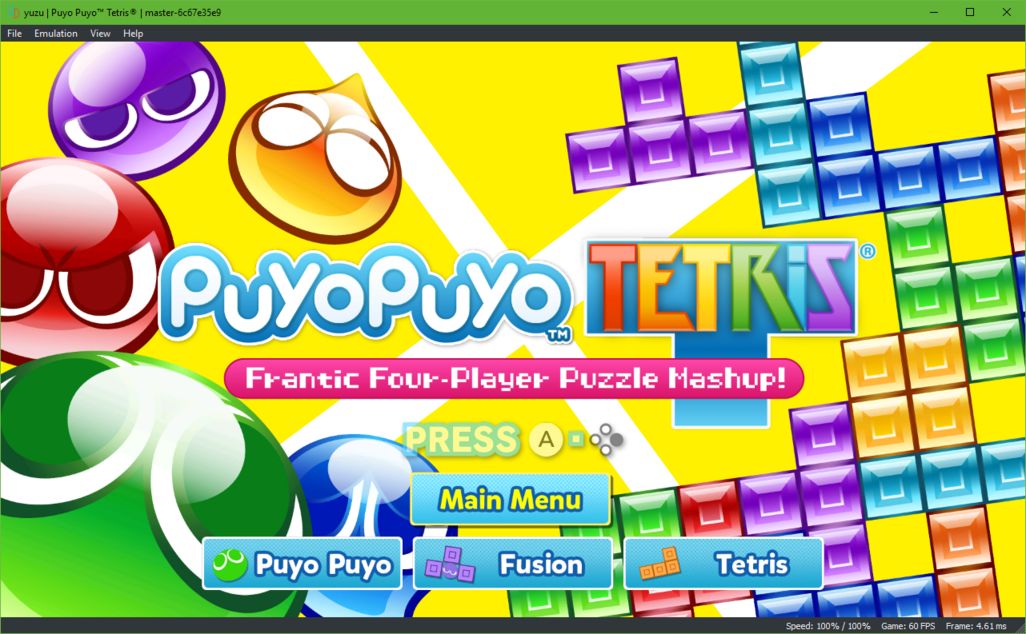 yuzu | Puyo Puyo™ Tetris® | master-6c67e35e9
File Emulation View Help
PuyoPuyo™ TETRIS®
Frantic Four-Player Puzzle Mashup!
PRESS A
Main Menu
Puyo Puyo Fusion Tetris
Speed: 100% / 100% Game: 60 FPS Frame: 4.61 ms